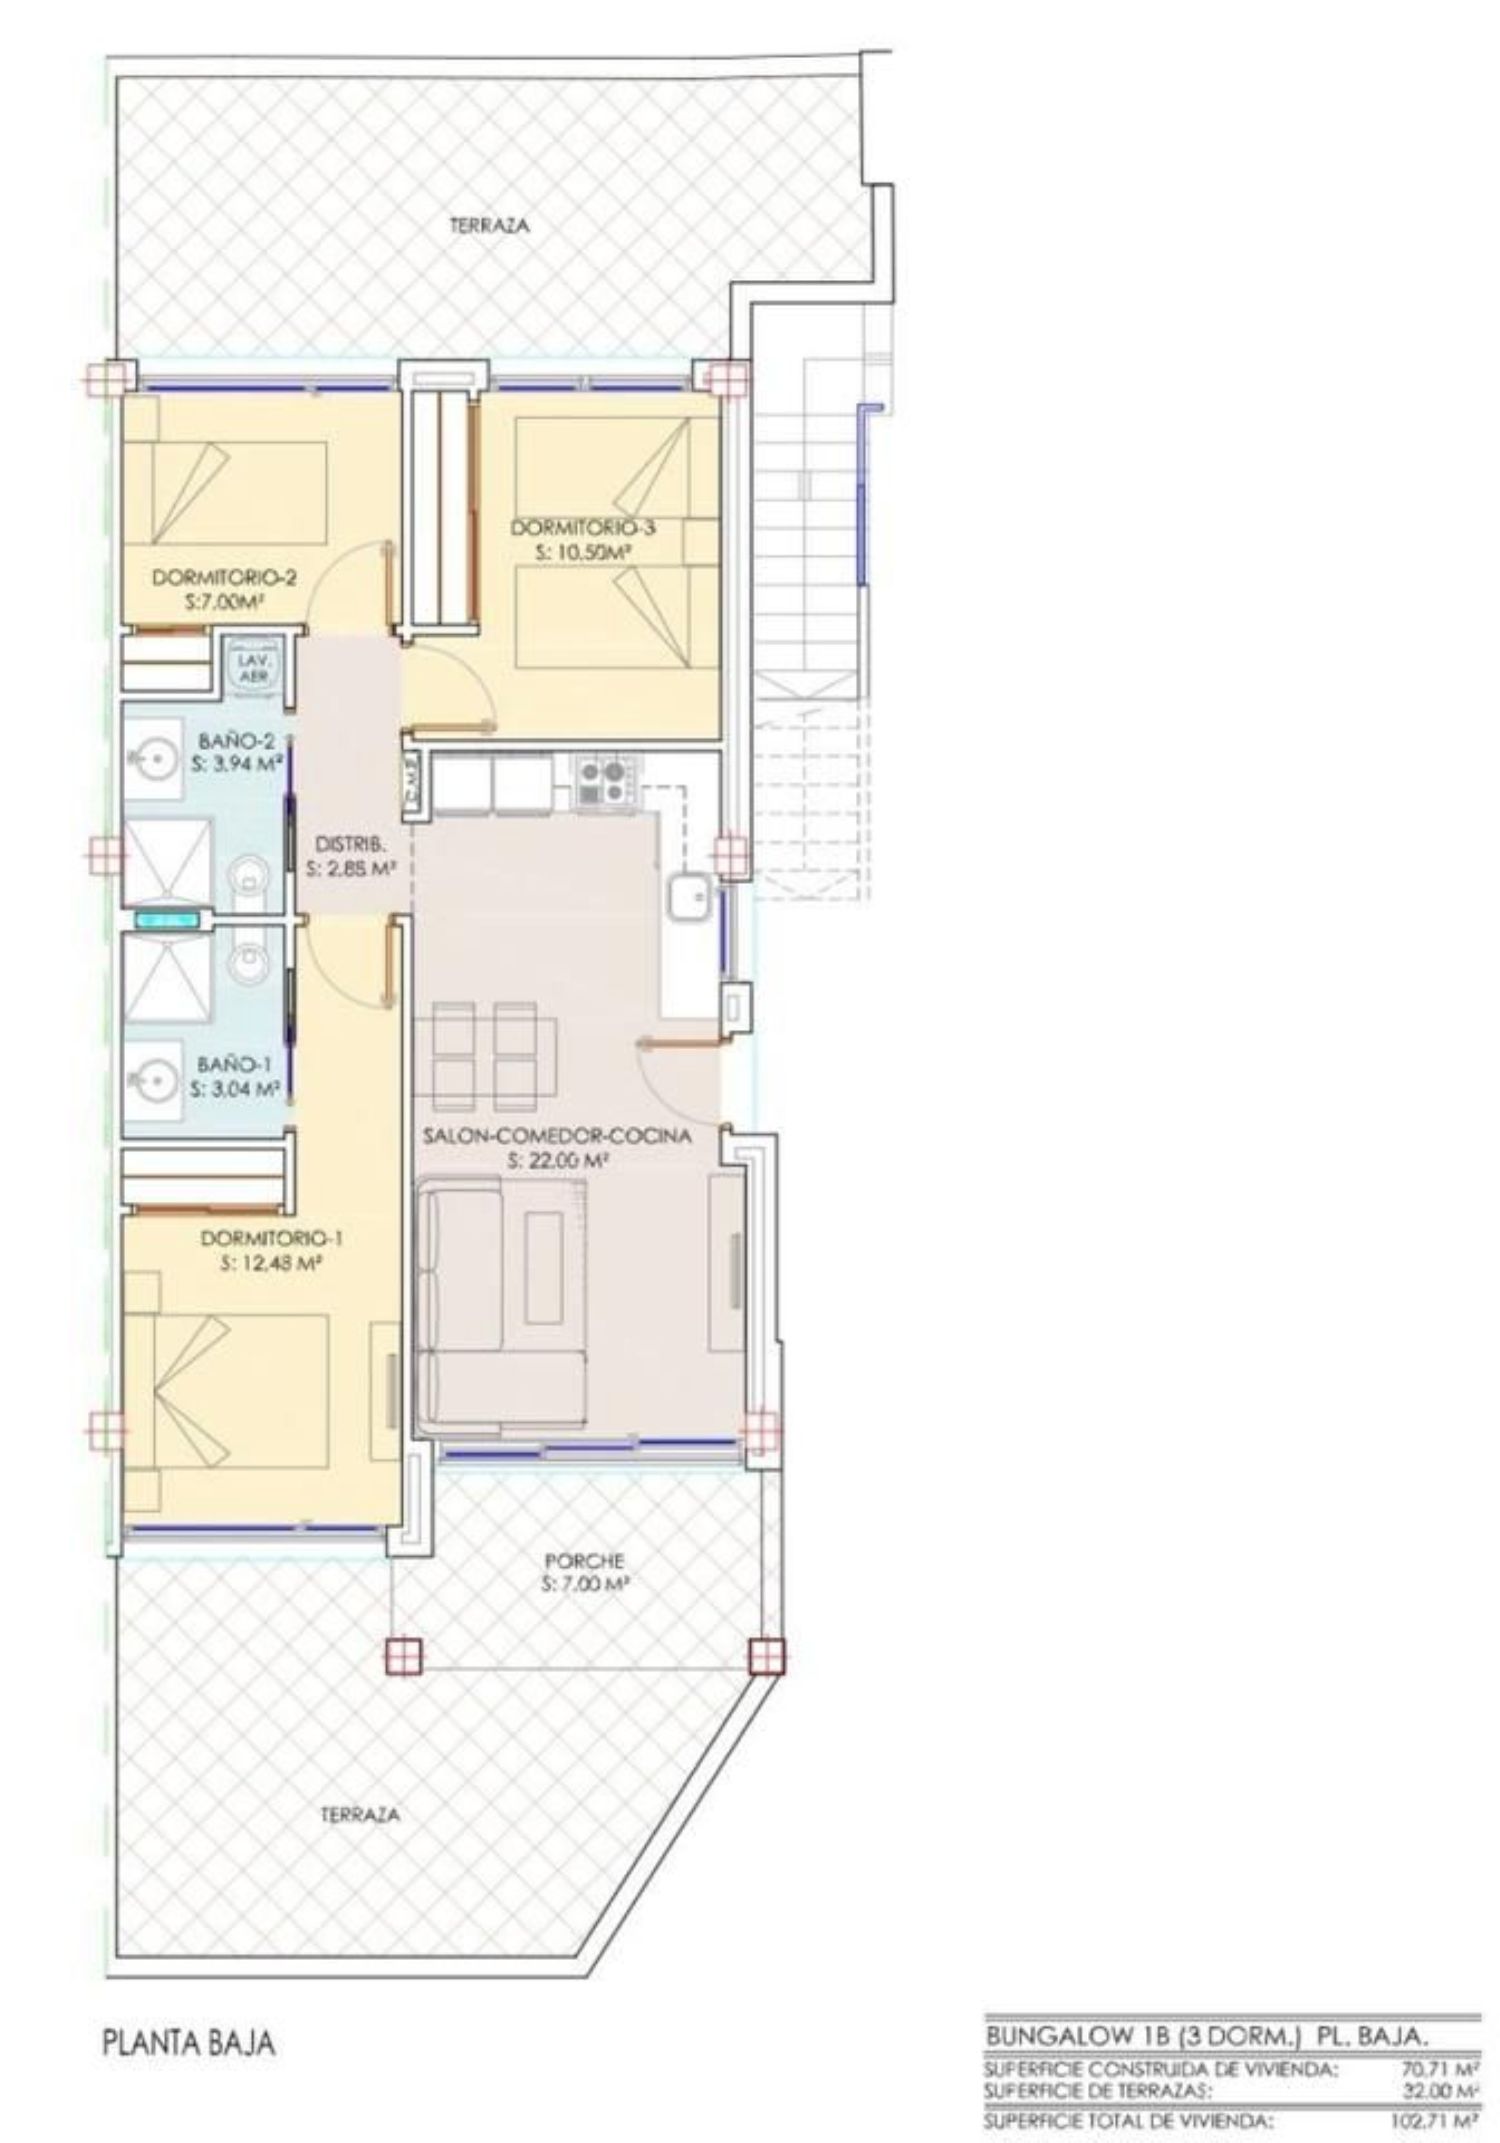 TERRAZA
DORMITORIO-3
S: 10,50M²
DORMITORIO-2
S:7,00M²
LAV.
AER
BAÑO-2
S: 3,94 M²
C.M.P
DISTRIB.
S: 2,85 M²
BAÑO-1
S: 3,04 M²
SALON-COMEDOR-COCINA
S: 22,00 M²
DORMITORIO-1
S: 12,48 M²
PORCHE
S: 7,00 M²
TERRAZA
PLANTA BAJA
BUNGALOW 1B (3 DORM.) PL. BAJA.
SUPERFICIE CONSTRUIDA DE VIVIENDA: 70,71 M²
SUPERFICIE DE TERRAZAS: 32,00 M²
SUPERFICIE TOTAL DE VIVIENDA: 102,71 M²